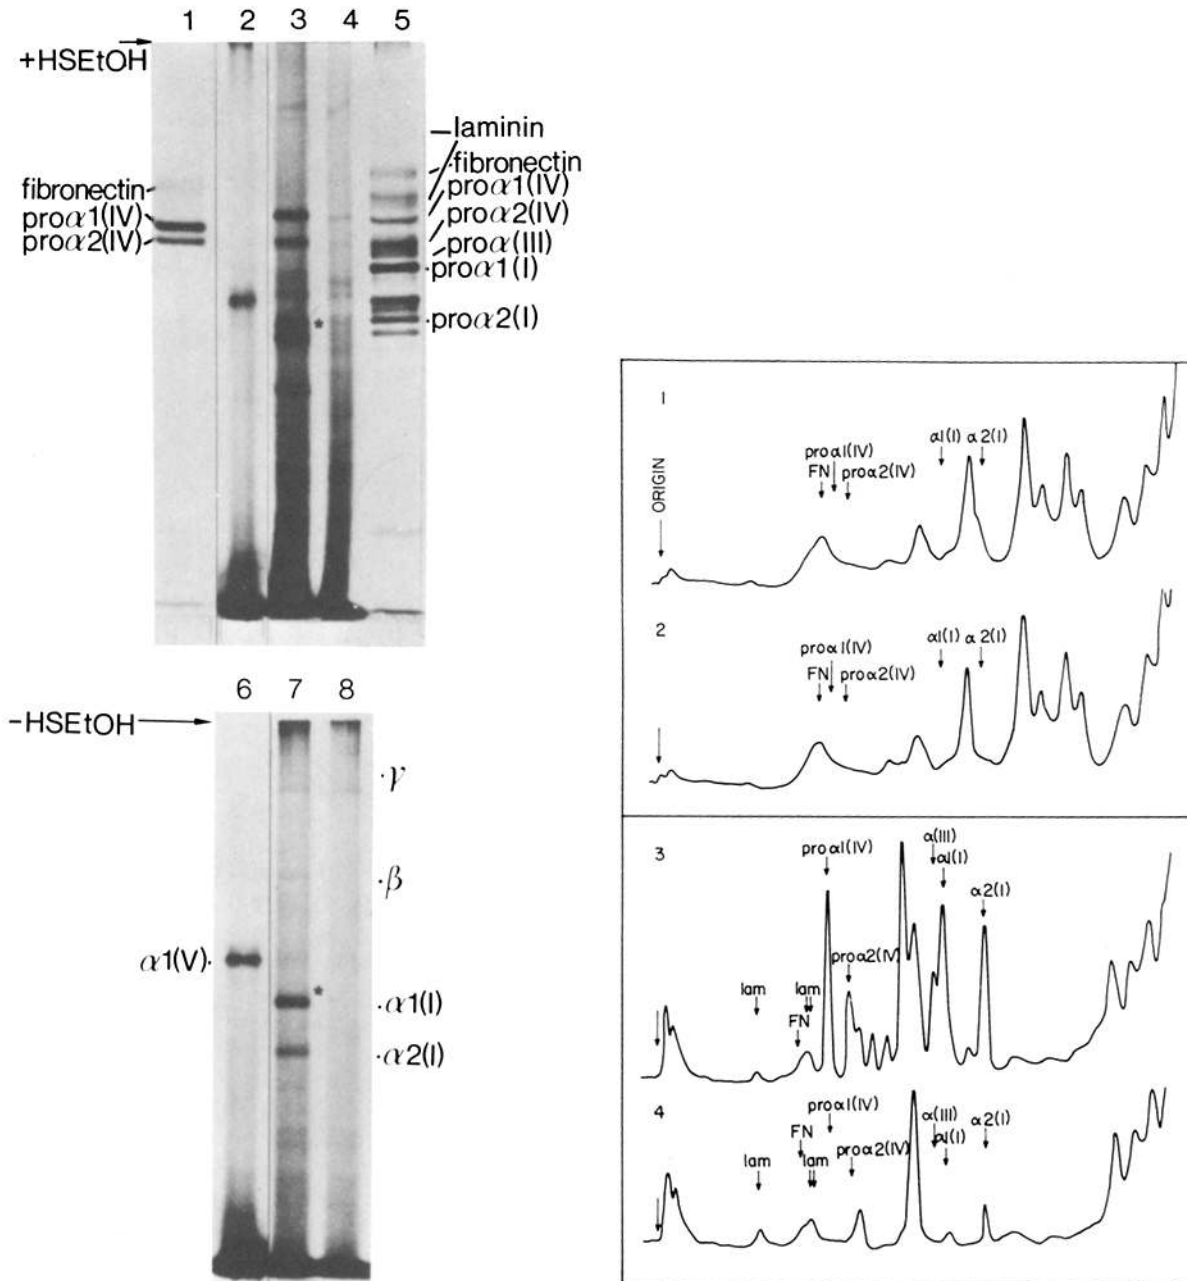 1 2 3 4 5
+HSEtOH
fibronectin
proα1(IV)
proα2(IV)
laminin
fibronectin
proα1(IV)
proα2(IV)
proα(III)
proα1(I)
*
proα2(I)
6 7 8
-HSEtOH
γ
β
α1(V)
*
α1(I)
α2(I)
1
ORIGIN
proα1(IV)
FN
proα2(IV)
α1(I) α2(I)
2
proα1(IV)
FN
proα2(IV)
α1(I) α2(I)
3
proα1(IV)
α(III)
α1(I)
α2(I)
proα2(IV)
lam
lam
FN
4
proα1(IV)
FN
α(III)
α1(I)
α2(I)
lam
lam
proα2(IV)